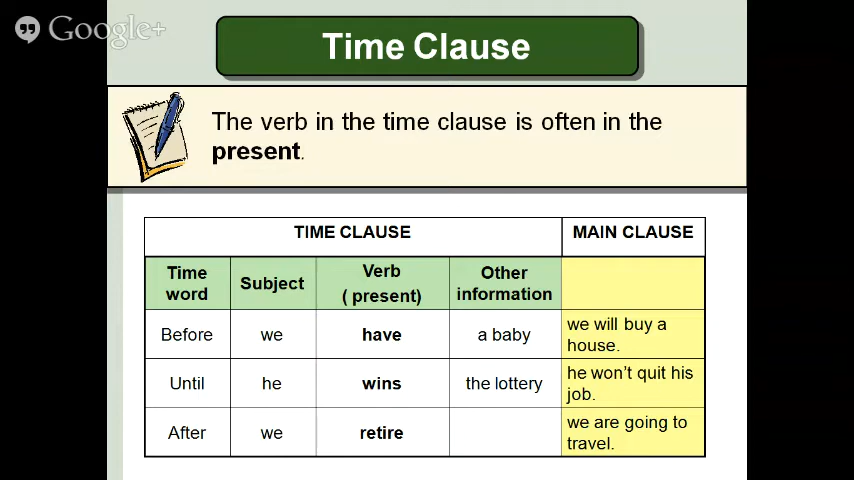 Google+
Time Clause
The verb in the time clause is often in the
present.
TIME CLAUSE
MAIN CLAUSE
Time
word
Subject
Verb
( present)
Other
information
Before
we
have
a baby
we will buy a
house.
Until
he
wins
the lottery
he won't quit his
job.
After
we
retire
we are going to
travel.